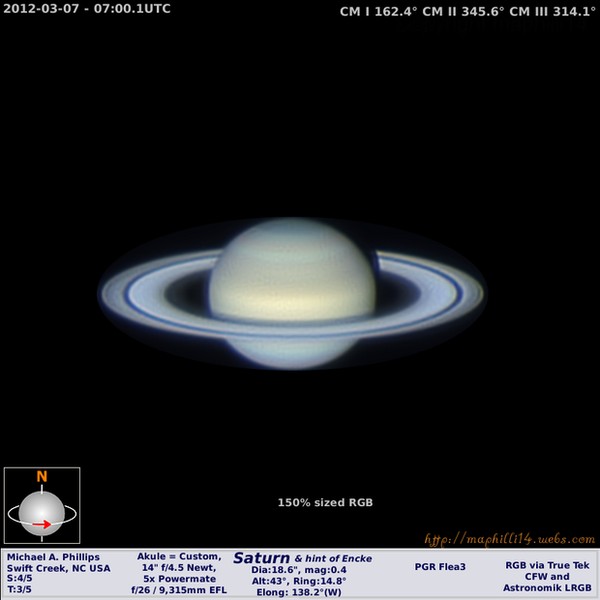 2012-03-07 - 07:00.1UTC
CM I 162.4° CM II 345.6° CM III 314.1°
N
150% sized RGB
http://maphilli14.webs.com
Michael A. Phillips
Swift Creek, NC USA
S:4/5
T:3/5
Akule = Custom,
14" f/4.5 Newt,
5x Powermate
f/26 / 9,315mm EFL
Saturn & hint of Encke
Dia:18.6", mag:0.4
Alt:43°, Ring:14.8°
Elong: 138.2°(W)
PGR Flea3
RGB via True Tek
CFW and
Astronomik LRGB